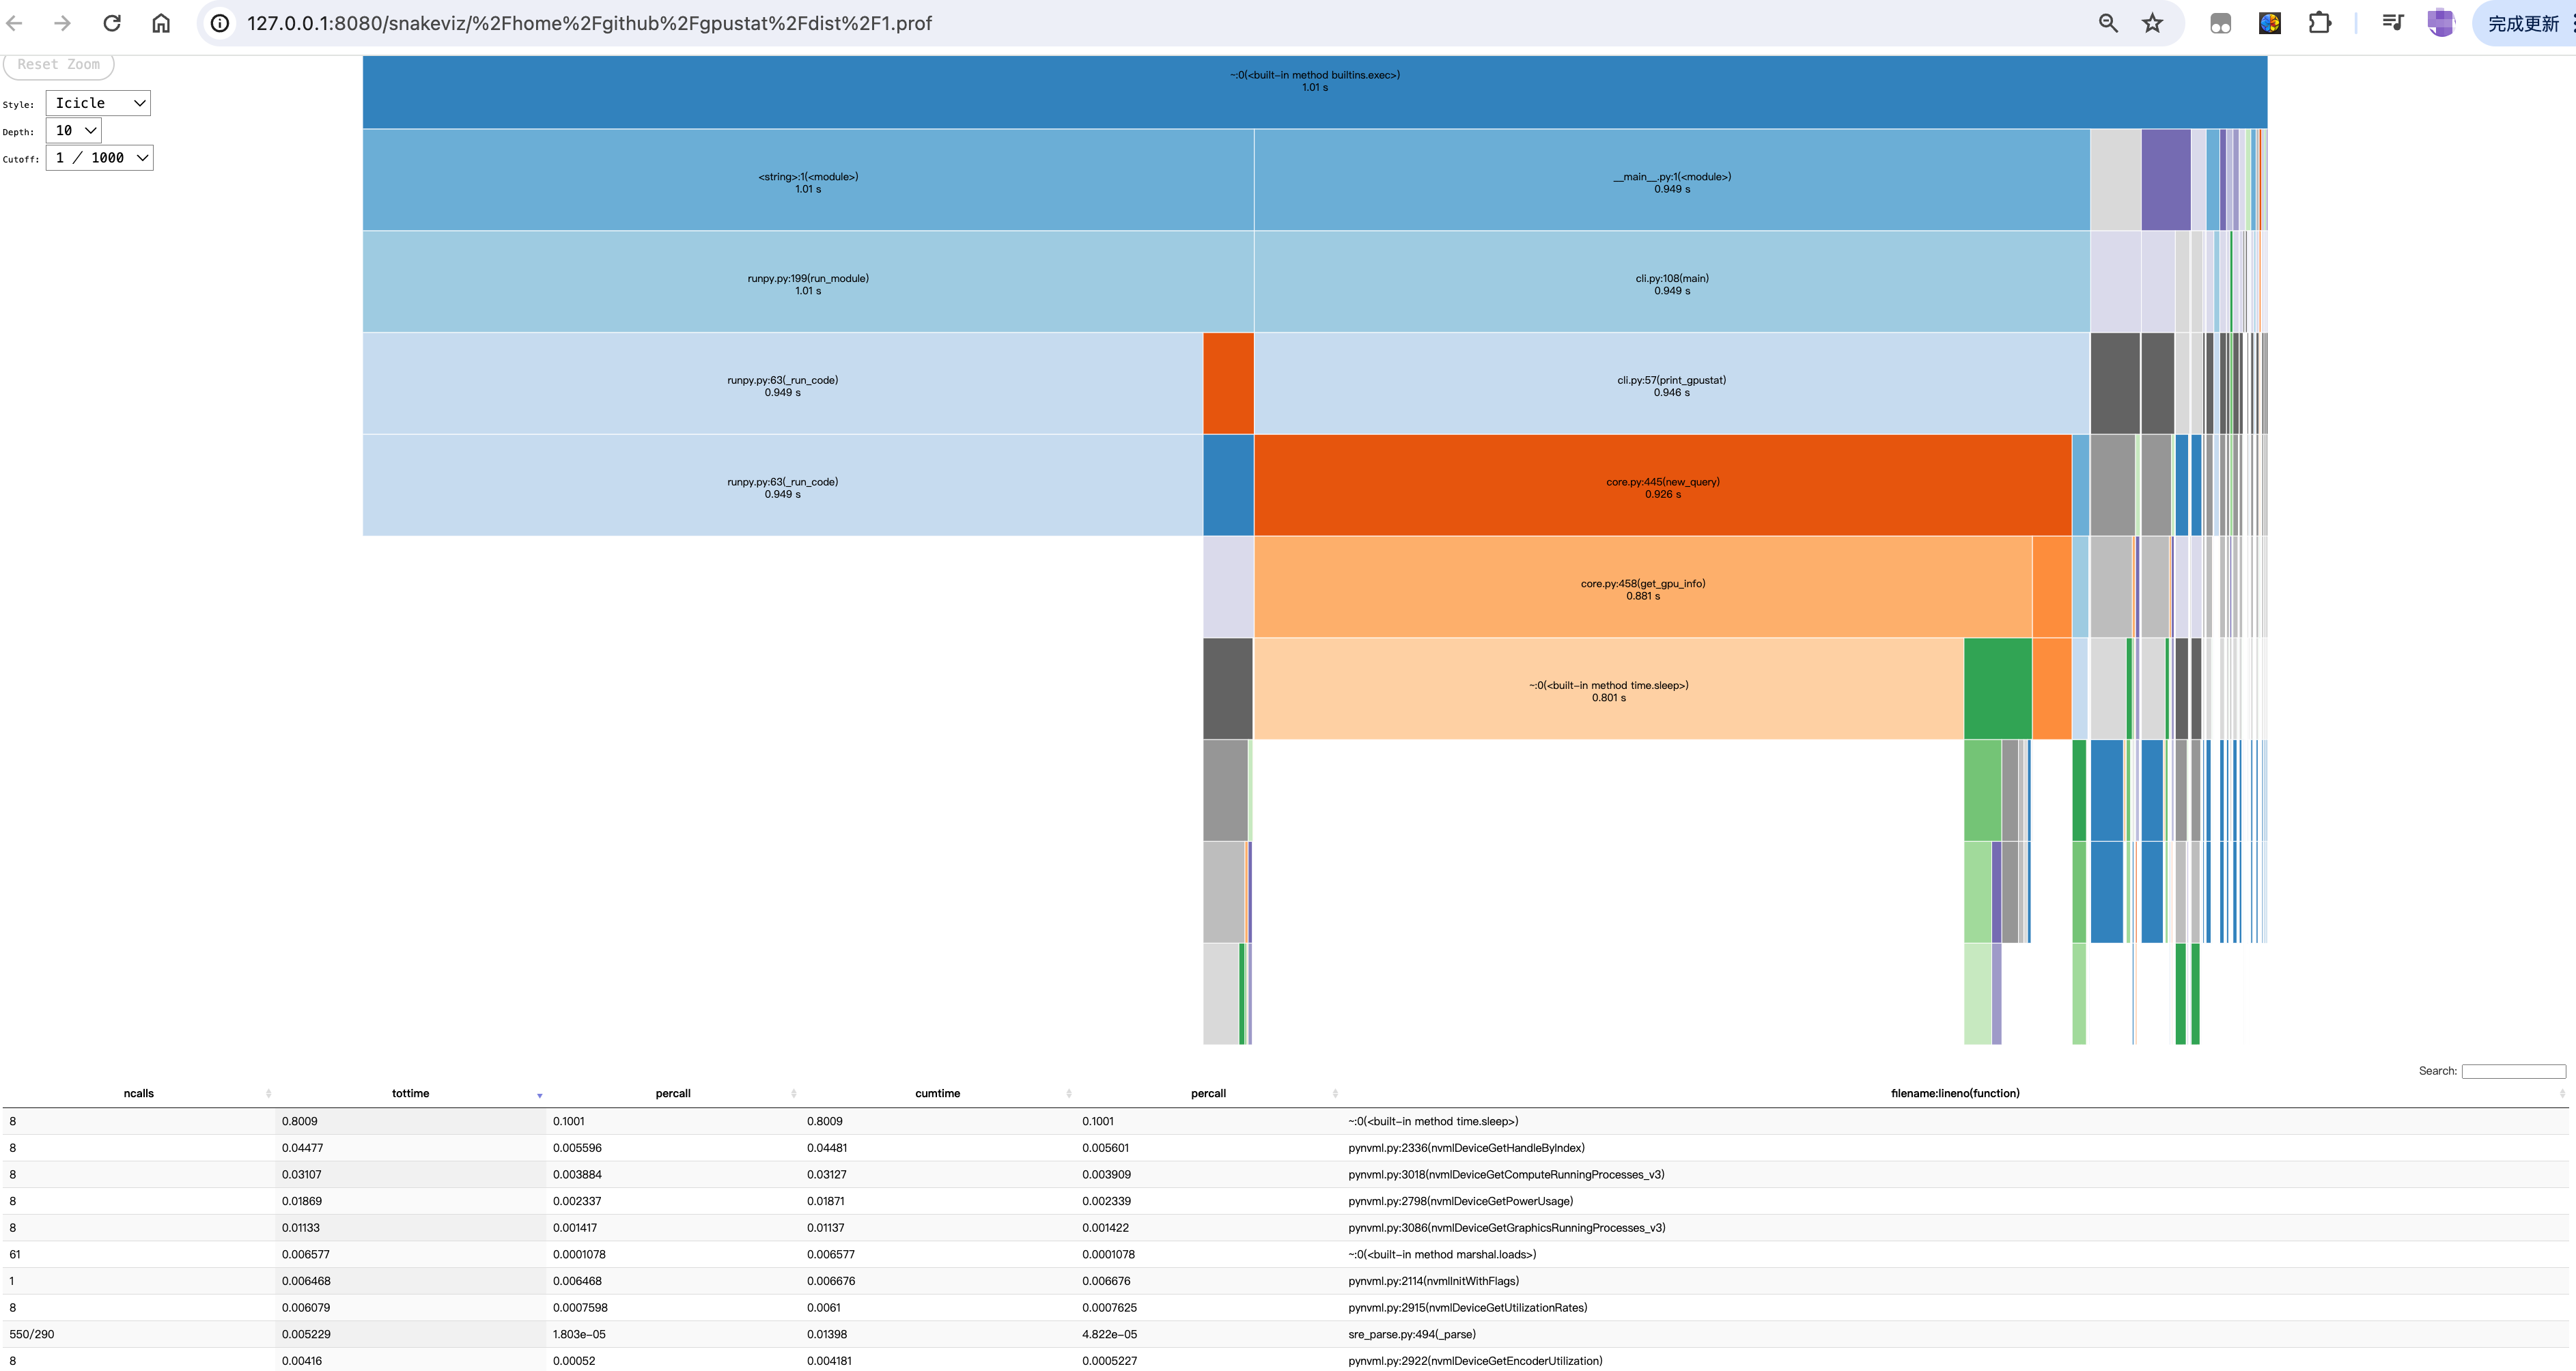 127.0.0.1:8080/snakeviz/%2Fhome%2Fgithub%2Fgpustat%2Fdist%2F1.prof
完成更新
Reset Zoom
Style: Icicle
Depth: 10
Cutoff: 1 / 1000
~:0(<built-in method builtins.exec>)
1.01 s
<string>:1(<module>)
1.01 s
__main__.py:1(<module>)
0.949 s
runpy.py:199(run_module)
1.01 s
cli.py:108(main)
0.949 s
runpy.py:63(_run_code)
0.949 s
cli.py:57(print_gpustat)
0.946 s
runpy.py:63(_run_code)
0.949 s
core.py:445(new_query)
0.926 s
core.py:458(get_gpu_info)
0.881 s
~:0(<built-in method time.sleep>)
0.801 s
Search:
ncalls tottime percall cumtime percall filename:lineno(function)
8 0.8009 0.1001 0.8009 0.1001 ~:0(<built-in method time.sleep>)
8 0.04477 0.005596 0.04481 0.005601 pynvml.py:2336(nvmlDeviceGetHandleByIndex)
8 0.03107 0.003884 0.03127 0.003909 pynvml.py:3018(nvmlDeviceGetComputeRunningProcesses_v3)
8 0.01869 0.002337 0.01871 0.002339 pynvml.py:2798(nvmlDeviceGetPowerUsage)
8 0.01133 0.001417 0.01137 0.001422 pynvml.py:3086(nvmlDeviceGetGraphicsRunningProcesses_v3)
61 0.006577 0.0001078 0.006577 0.0001078 ~:0(<built-in method marshal.loads>)
1 0.006468 0.006468 0.006676 0.006676 pynvml.py:2114(nvmlInitWithFlags)
8 0.006079 0.0007598 0.0061 0.0007625 pynvml.py:2915(nvmlDeviceGetUtilizationRates)
550/290 0.005229 1.803e-05 0.01398 4.822e-05 sre_parse.py:494(_parse)
8 0.00416 0.00052 0.004181 0.0005227 pynvml.py:2922(nvmlDeviceGetEncoderUtilization)